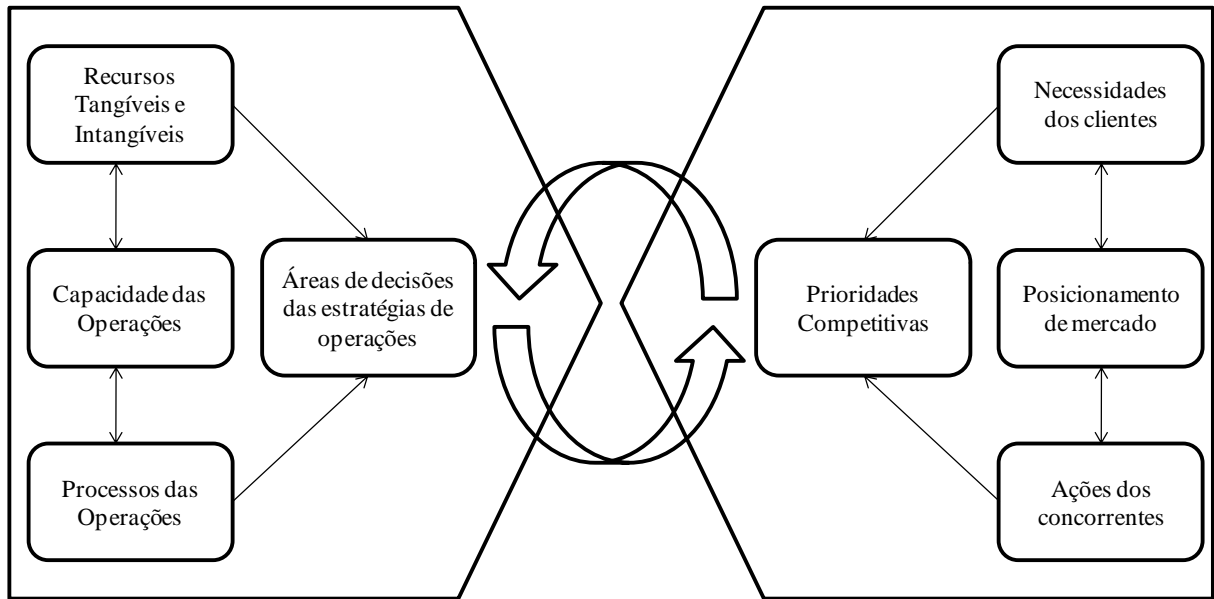 Recursos
Tangíveis e
Intangíveis
Capacidade das
Operações
Processos das
Operações
Áreas de decisões
das estratégias de
operações
Prioridades
Competitivas
Necessidades
dos clientes
Posicionamento
de mercado
Ações dos
concorrentes